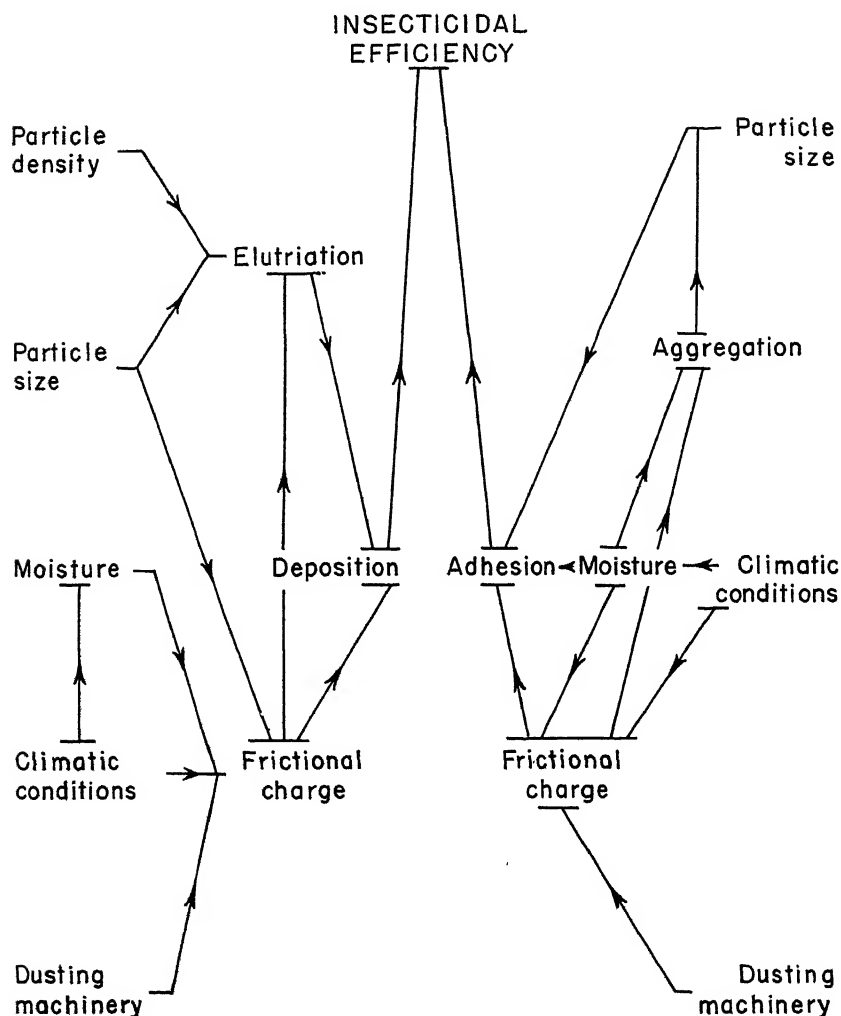 INSECTICIDAL
EFFICIENCY
Particle
density
Particle
size
Elutriation
Particle
size
Aggregation
Moisture
Deposition
Adhesion
Moisture
Climatic
conditions
Climatic
conditions
Frictional
charge
Frictional
charge
Dusting
machinery
Dusting
machinery